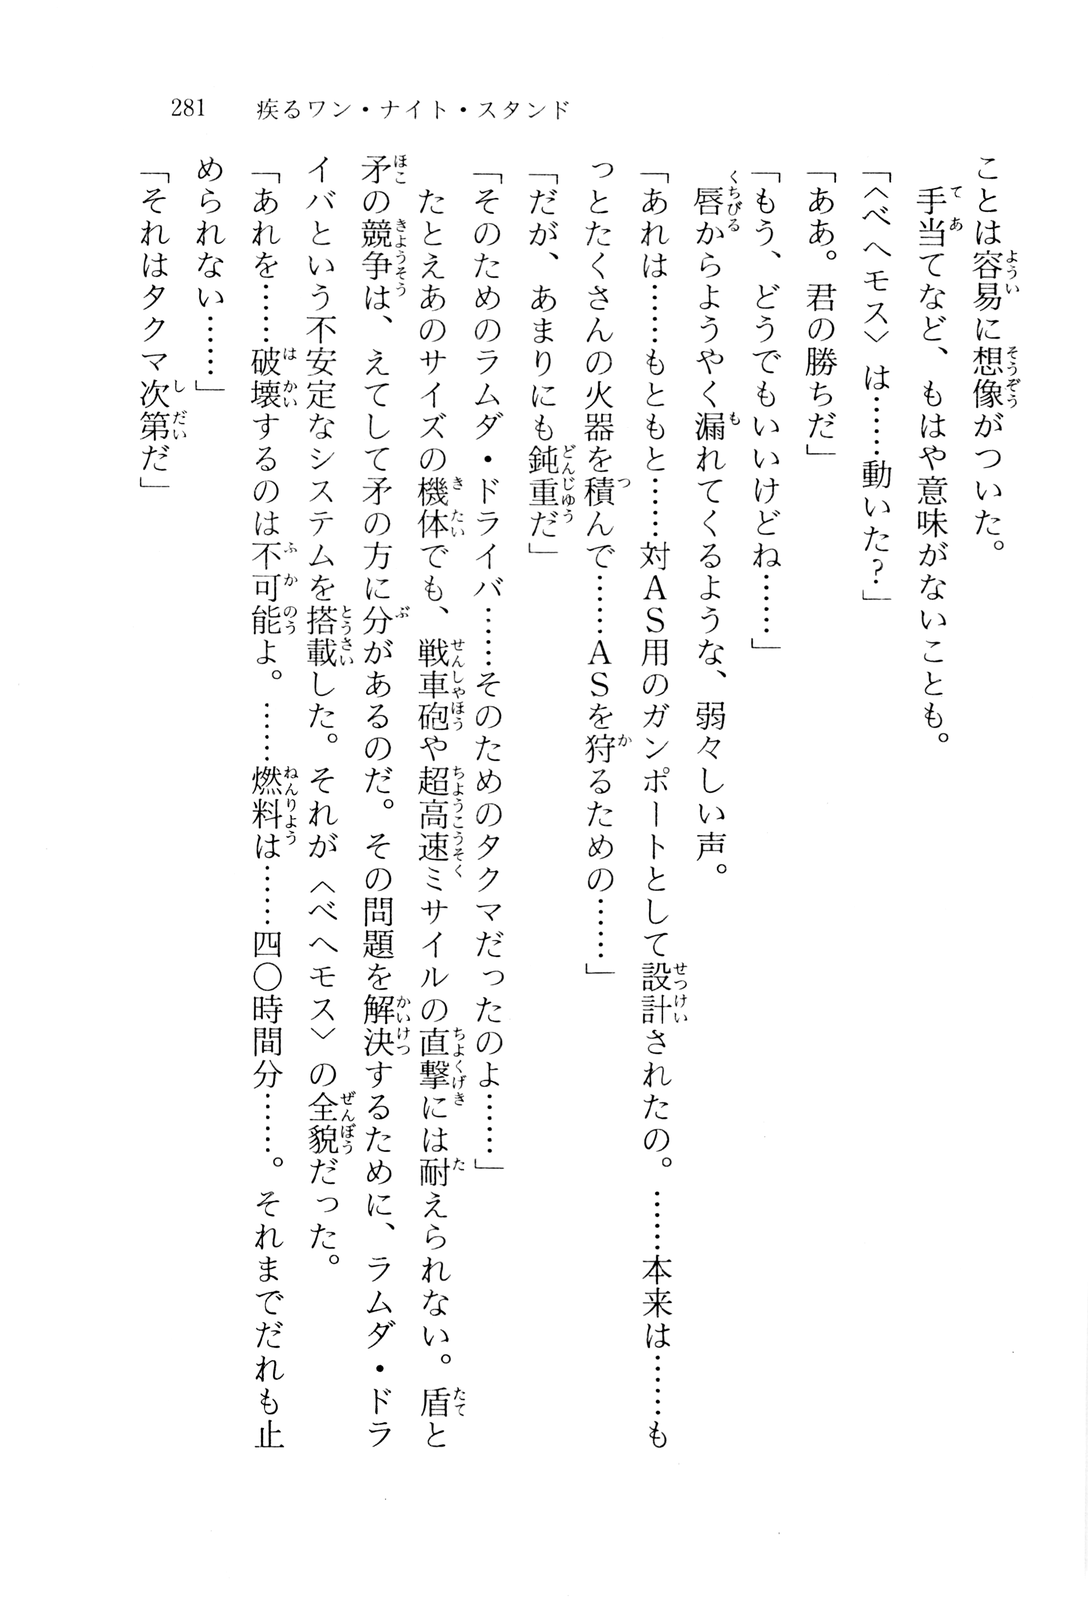 281　疾るワン・ナイト・スタンド
ことは容易に想像がついた。
　手当てなど、もはや意味がないことも。
「〈ベヘモス〉は……動いた?」
「ああ。君の勝ちだ」
「もう、どうでもいいけどね……」
　唇からようやく漏れてくるような、弱々しい声。
「あれは……もともと……対ＡＳ用のガンポートとして設計されたの。……本来は……も
っとたくさんの火器を積んで……ＡＳを狩るための……」
「だが、あまりにも鈍重だ」
「そのためのラムダ・ドライバ……そのためのタクマだったのよ……」
　たとえあのサイズの機体でも、戦車砲や超高速ミサイルの直撃には耐えられない。盾と
矛の競争は、えてして矛の方に分があるのだ。その問題を解決するために、ラムダ・ドラ
イバという不安定なシステムを搭載した。それが〈ベヘモス〉の全貌だった。
「あれを……破壊するのは不可能よ。……燃料は……四〇時間分……。それまでだれも止
められない……」
「それはタクマ次第だ」